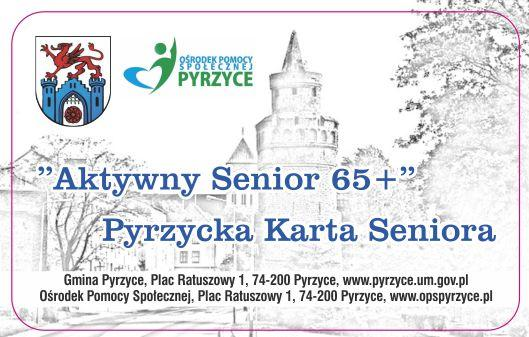 OŚRODEK POMOCY
SPOŁECZNEJ
PYRZYCE
”Aktywny Senior 65+”
Pyrzycka Karta Seniora
Gmina Pyrzyce, Plac Ratuszowy 1, 74-200 Pyrzyce, www.pyrzyce.um.gov.pl
Ośrodek Pomocy Społecznej, Plac Ratuszowy 1, 74-200 Pyrzyce, www.opspyrzyce.pl